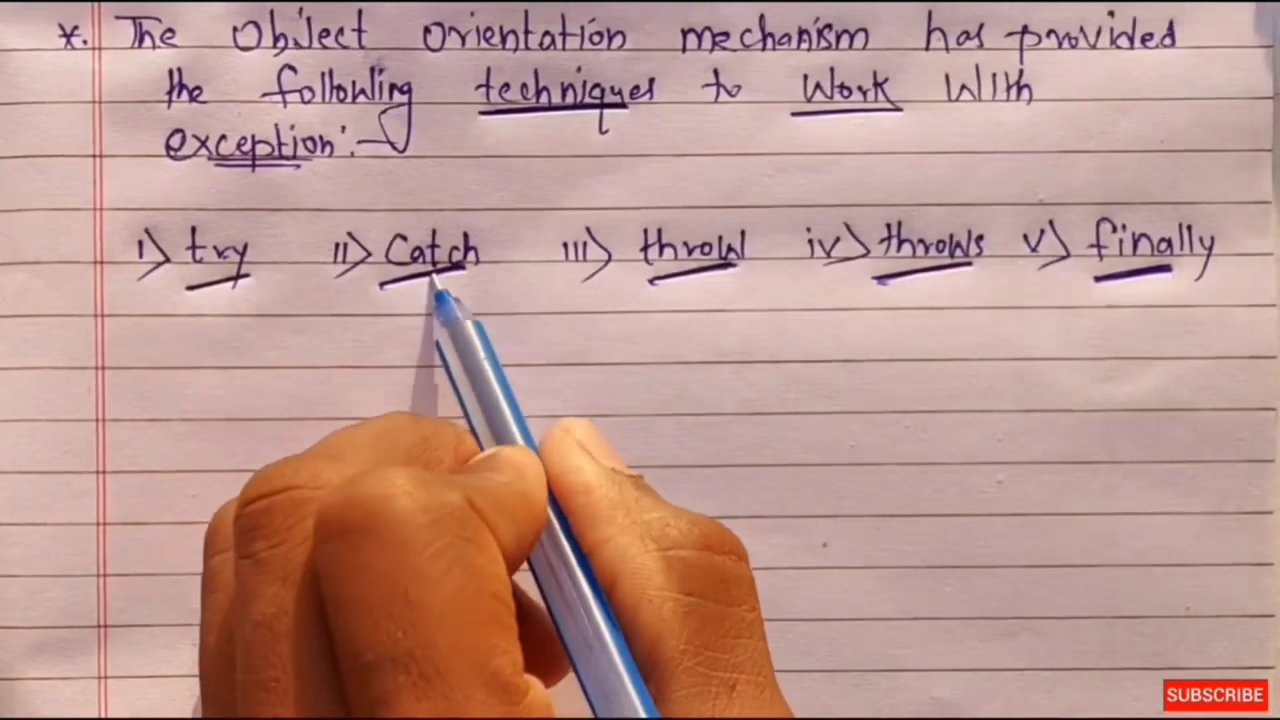 *. The Object orientation mechanism has provided
the following techniques to work with
exception:-
i) try ii) Catch iii) throw iv) throws v) finally
SUBSCRIBE